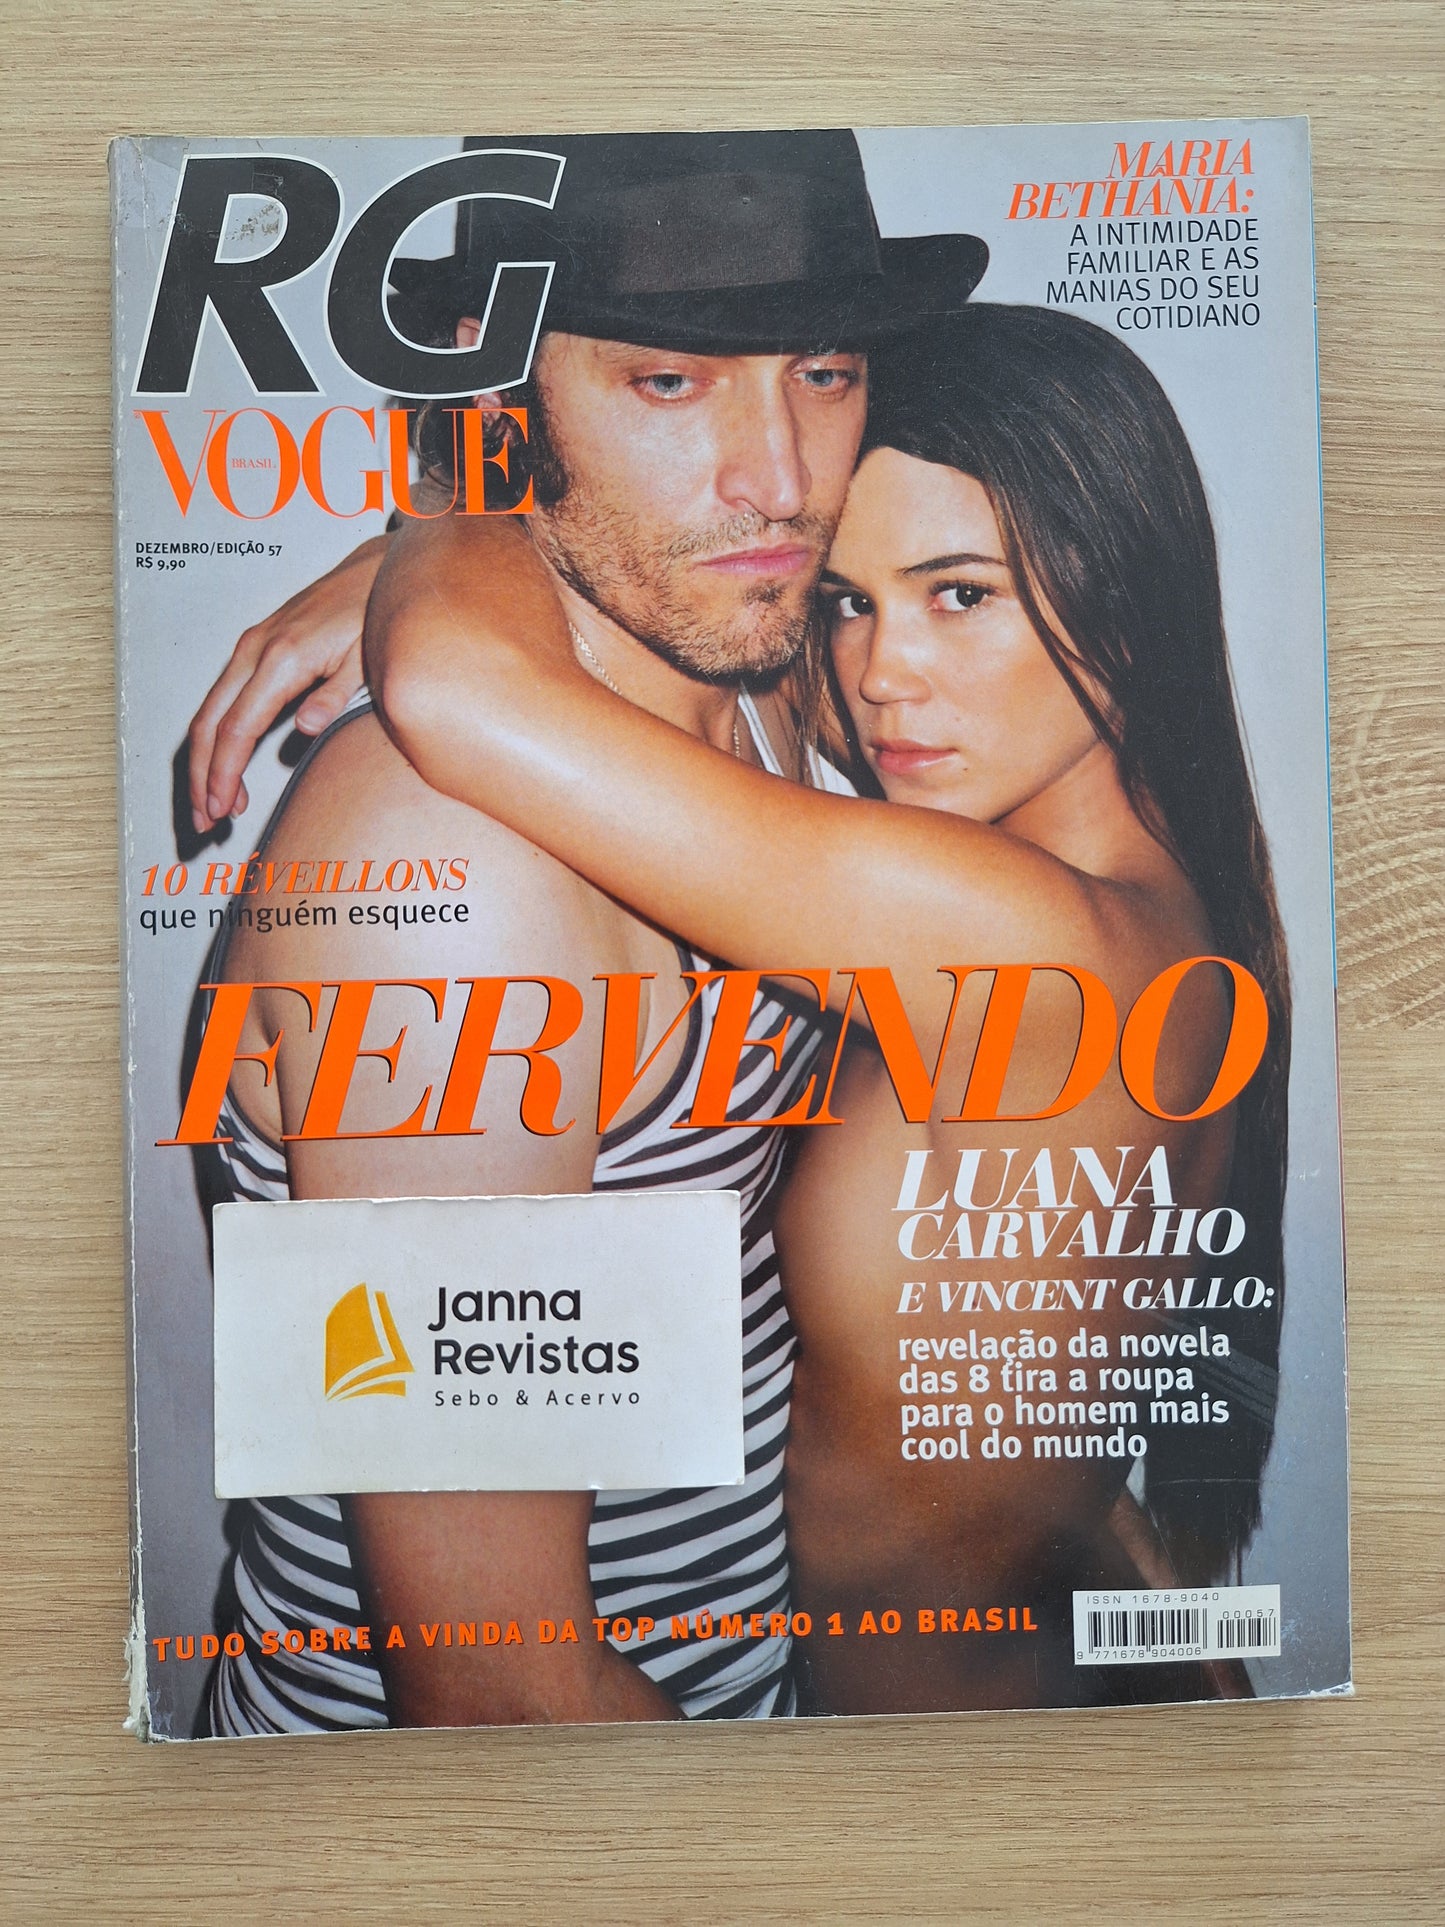 RG
VOGUE
BRASIL
DEZEMBRO/EDIÇÃO 57
R$ 9,90
MARIA
BETHÂNIA:
A INTIMIDADE
FAMILIAR E AS
MANIAS DO SEU
COTIDIANO
10 RÉVEILLONS
que ninguém esquece
FERVENDO
LUANA
CARVALHO
E VINCENT GALLO:
revelação da novela
das 8 tira a roupa
para o homem mais
cool do mundo
Janna
Revistas
Sebo & Acervo
TUDO SOBRE A VINDA DA TOP NÚMERO 1 AO BRASIL
ISSN 1678-9040
00057
9 771678 904006